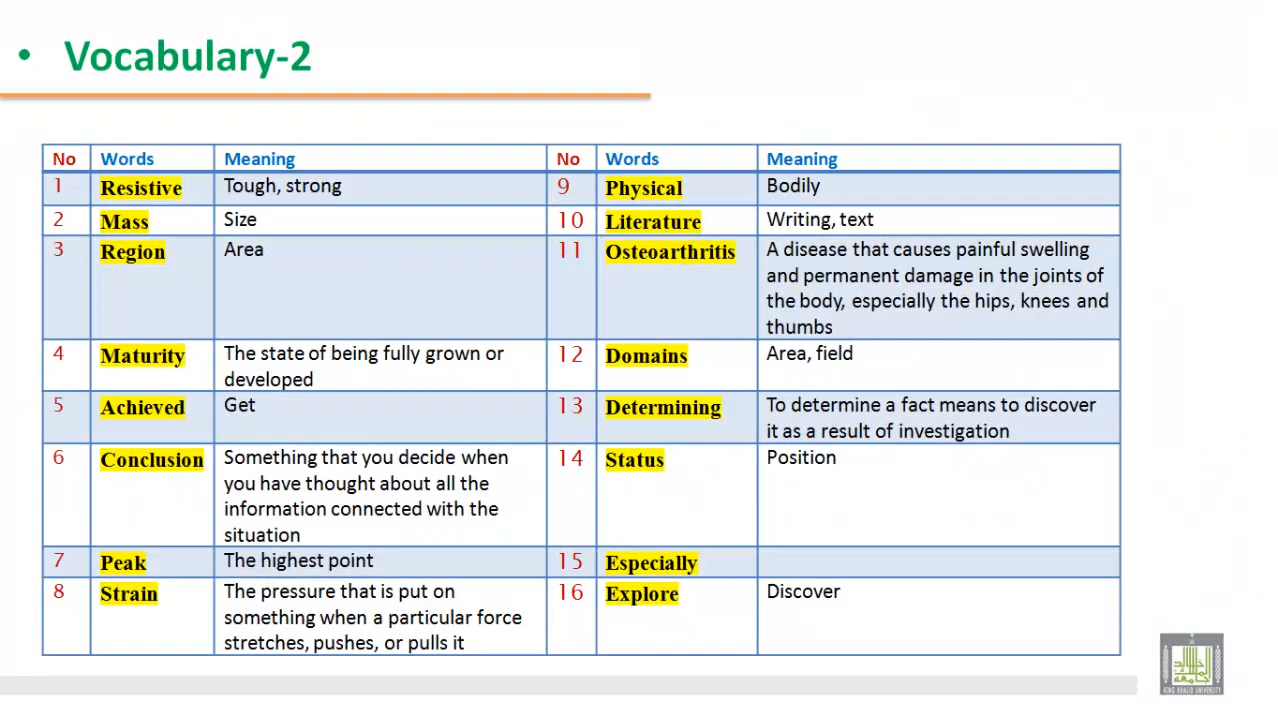 • Vocabulary-2
No Words Meaning No Words Meaning
1 Resistive Tough, strong 9 Physical Bodily
2 Mass Size 10 Literature Writing, text
3 Region Area 11 Osteoarthritis A disease that causes painful swelling
and permanent damage in the joints of
the body, especially the hips, knees and
thumbs
4 Maturity The state of being fully grown or
developed
12 Domains Area, field
5 Achieved Get 13 Determining To determine a fact means to discover
it as a result of investigation
6 Conclusion Something that you decide when
you have thought about all the
information connected with the
situation
14 Status Position
7 Peak The highest point 15 Especially
8 Strain The pressure that is put on
something when a particular force
stretches, pushes, or pulls it
16 Explore Discover
KING KHALID UNIVERSITY